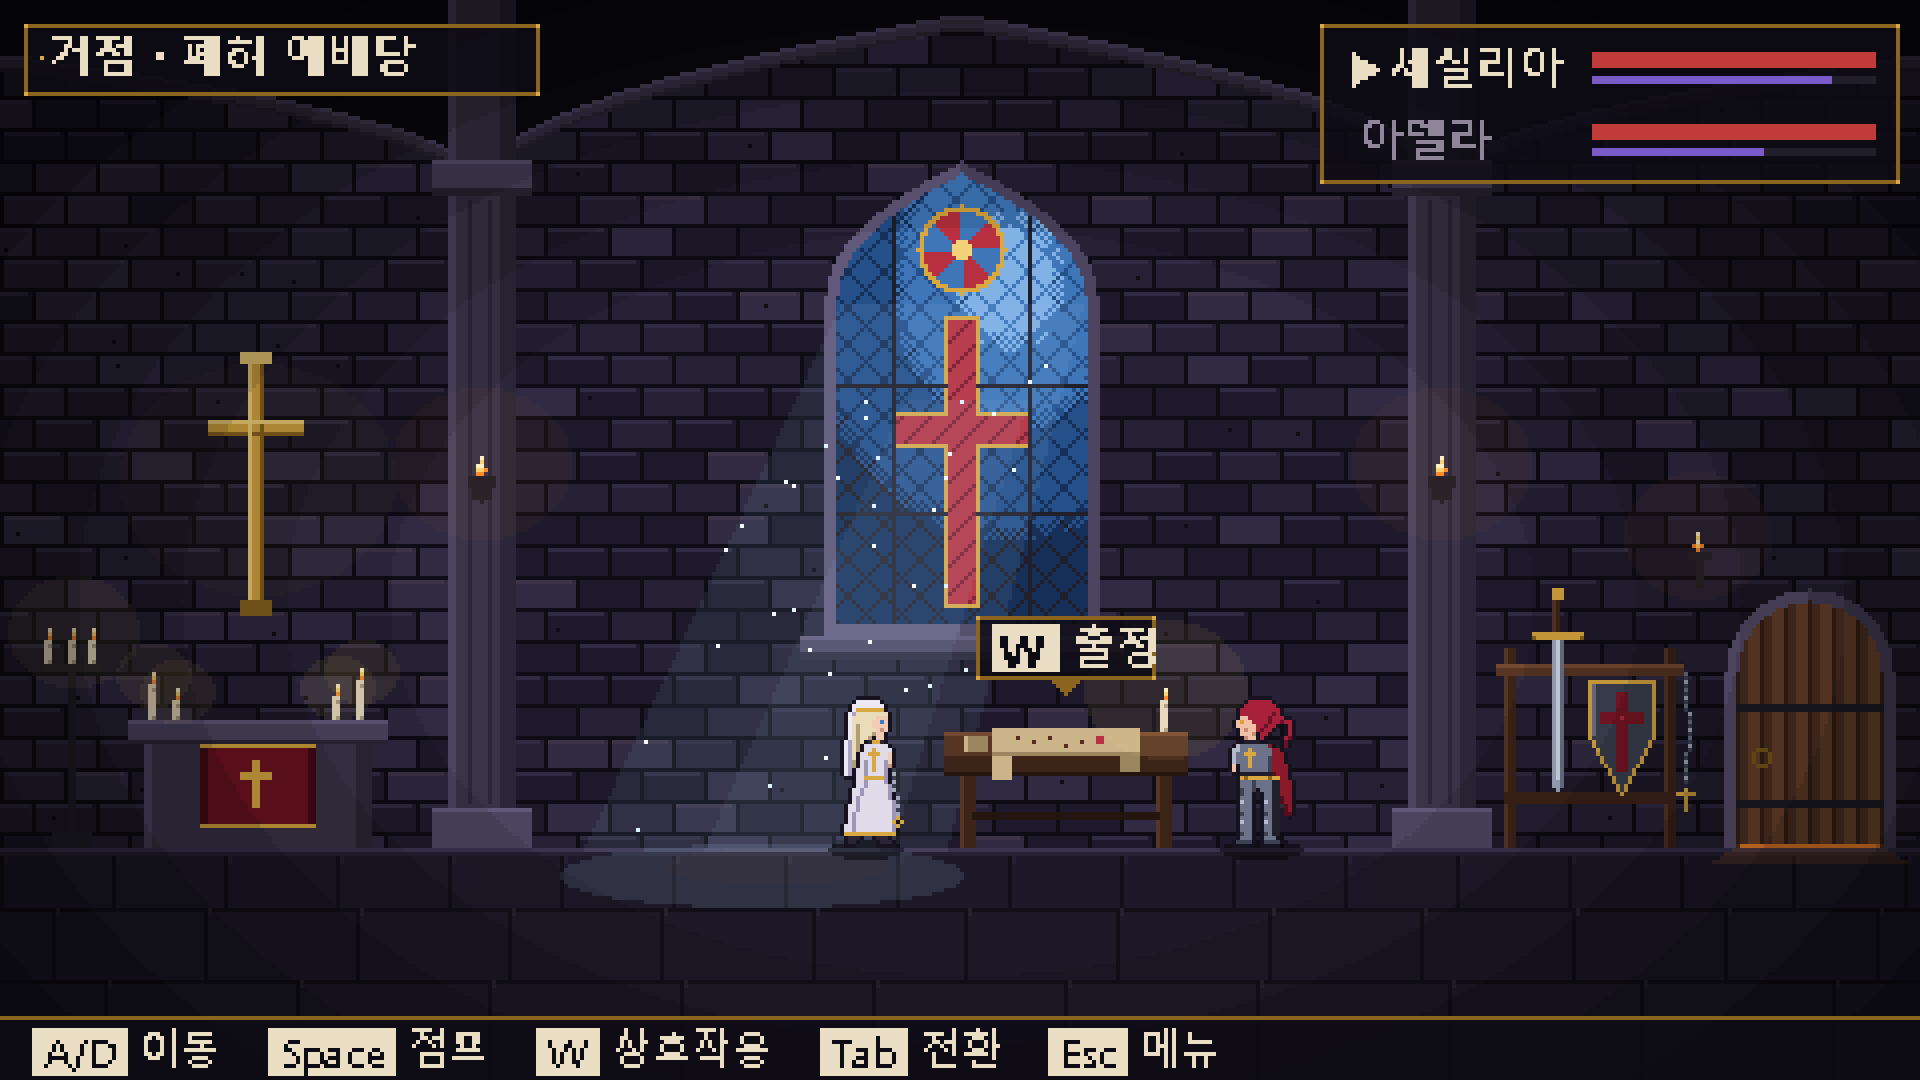 거점 · 폐허 예배당
▶세실리아
아델라
W 출정
A/D 이동 Space 점프 W 상호작용 Tab 전환 Esc 메뉴